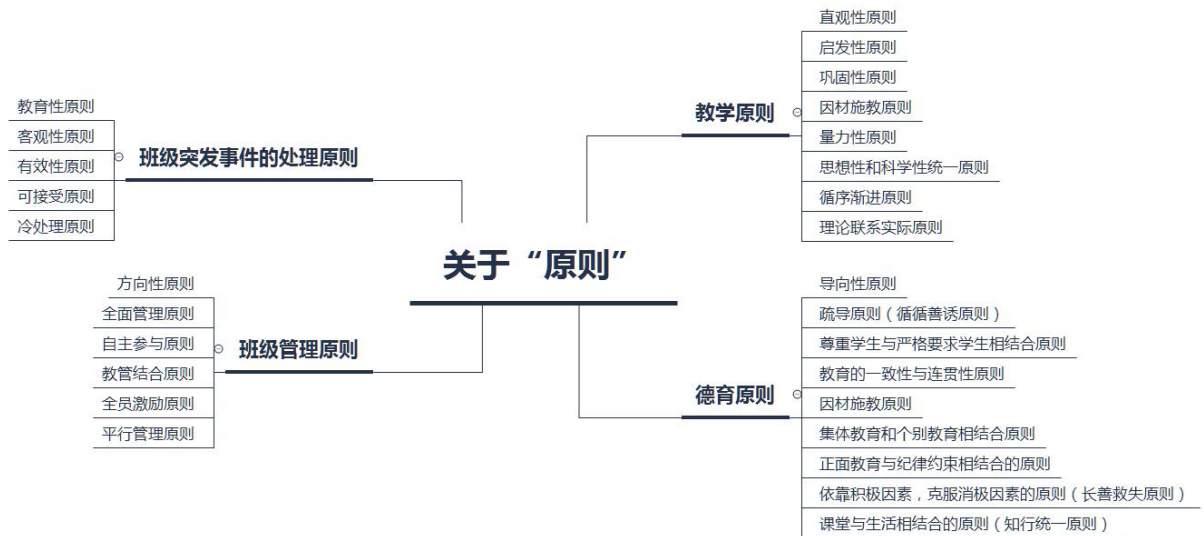 关于“原则”
教学原则
直观性原则
启发性原则
巩固性原则
因材施教原则
量力性原则
思想性和科学性统一原则
循序渐进原则
理论联系实际原则
德育原则
导向性原则
疏导原则（循循善诱原则）
尊重学生与严格要求学生相结合原则
教育的一致性与连贯性原则
因材施教原则
集体教育和个别教育相结合原则
正面教育与纪律约束相结合的原则
依靠积极因素，克服消极因素的原则（长善救失原则）
课堂与生活相结合的原则（知行统一原则）
班级突发事件的处理原则
教育性原则
客观性原则
有效性原则
可接受原则
冷处理原则
班级管理原则
方向性原则
全面管理原则
自主参与原则
教管结合原则
全员激励原则
平行管理原则